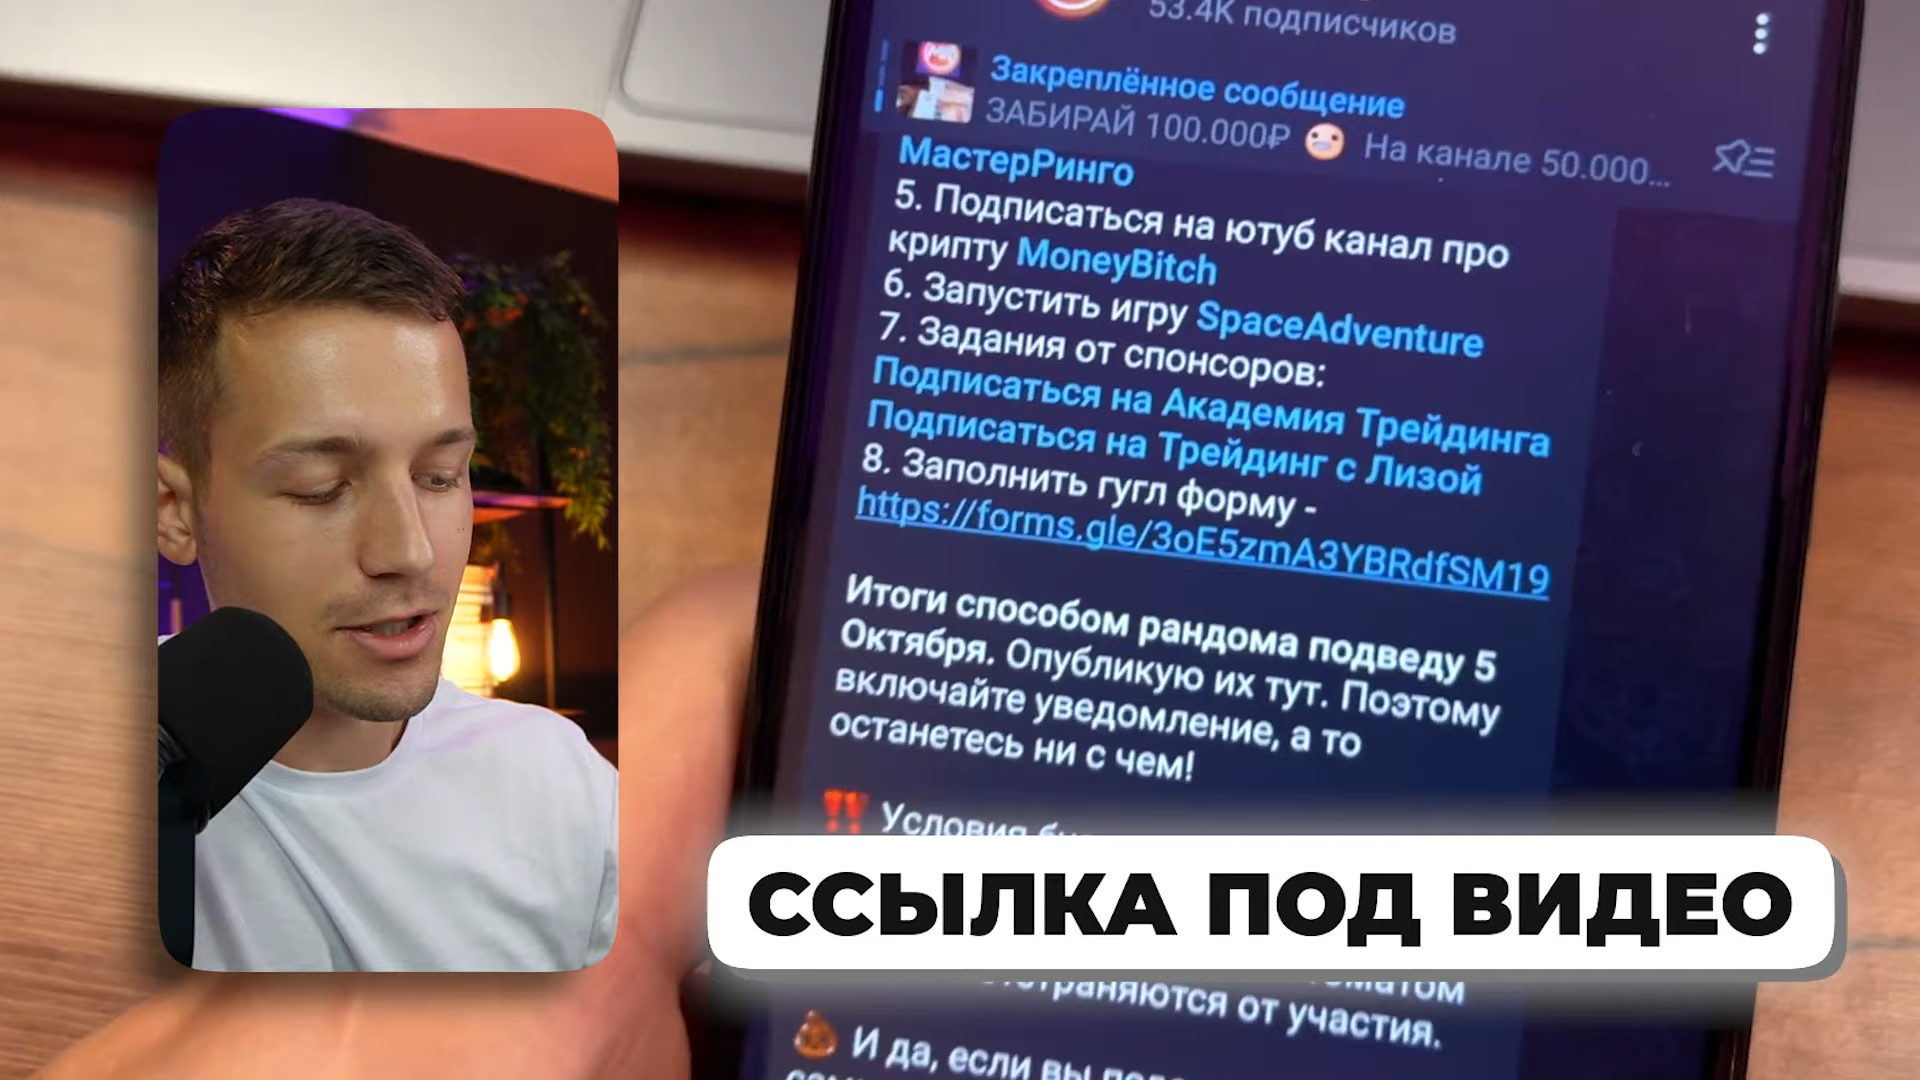 53.4K подписчиков
Закреплённое сообщение
ЗАБИРАЙ 100.000₽ На канале 50.000...
МастерРинго
5. Подписаться на ютуб канал про
крипту MoneyBitch
6. Запустить игру SpaceAdventure
7. Задания от спонсоров:
Подписаться на Академия Трейдинга
Подписаться на Трейдинг с Лизой
8. Заполнить гугл форму -
https://forms.gle/3oE5zmA3YBRdfSM19
Итоги способом рандома подведу 5
Октября. Опубликую их тут. Поэтому
включайте уведомление, а то
останетесь ни с чем!
‼️ Условия
ССЫЛКА ПОД ВИДЕО
от участия.
💩 И да, если вы